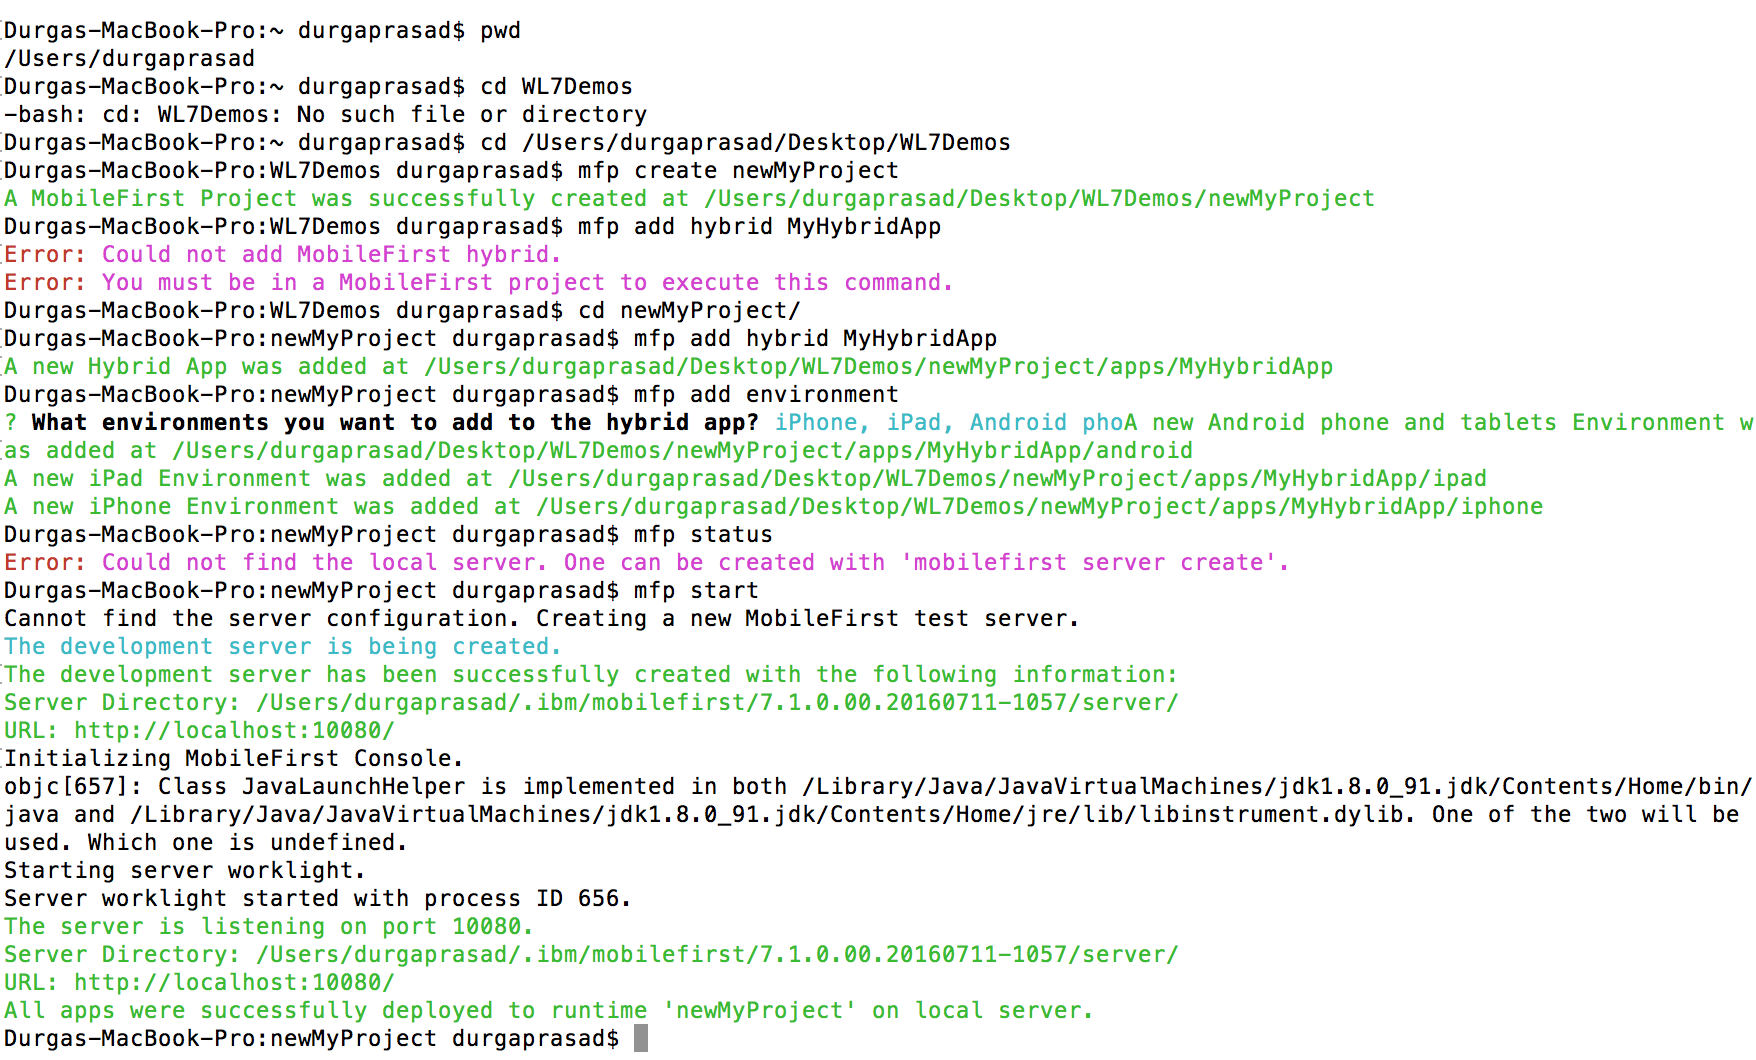 Durgas-MacBook-Pro:~ durgaprasad$ pwd
/Users/durgaprasad
Durgas-MacBook-Pro:~ durgaprasad$ cd WL7Demos
-bash: cd: WL7Demos: No such file or directory
Durgas-MacBook-Pro:~ durgaprasad$ cd /Users/durgaprasad/Desktop/WL7Demos
Durgas-MacBook-Pro:WL7Demos durgaprasad$ mfp create newMyProject
A MobileFirst Project was successfully created at /Users/durgaprasad/Desktop/WL7Demos/newMyProject
Durgas-MacBook-Pro:WL7Demos durgaprasad$ mfp add hybrid MyHybridApp
Error: Could not add MobileFirst hybrid.
Error: You must be in a MobileFirst project to execute this command.
Durgas-MacBook-Pro:WL7Demos durgaprasad$ cd newMyProject/
Durgas-MacBook-Pro:newMyProject durgaprasad$ mfp add hybrid MyHybridApp
A new Hybrid App was added at /Users/durgaprasad/Desktop/WL7Demos/newMyProject/apps/MyHybridApp
Durgas-MacBook-Pro:newMyProject durgaprasad$ mfp add environment
? What environments you want to add to the hybrid app? iPhone, iPad, Android phoA new Android phone and tablets Environment w
as added at /Users/durgaprasad/Desktop/WL7Demos/newMyProject/apps/MyHybridApp/android
A new iPad Environment was added at /Users/durgaprasad/Desktop/WL7Demos/newMyProject/apps/MyHybridApp/ipad
A new iPhone Environment was added at /Users/durgaprasad/Desktop/WL7Demos/newMyProject/apps/MyHybridApp/iphone
Durgas-MacBook-Pro:newMyProject durgaprasad$ mfp status
Error: Could not find the local server. One can be created with 'mobilefirst server create'.
Durgas-MacBook-Pro:newMyProject durgaprasad$ mfp start
Cannot find the server configuration. Creating a new MobileFirst test server.
The development server is being created.
The development server has been successfully created with the following information:
Server Directory: /Users/durgaprasad/.ibm/mobilefirst/7.1.0.00.20160711-1057/server/
URL: http://localhost:10080/
Initializing MobileFirst Console.
objc[657]: Class JavaLaunchHelper is implemented in both /Library/Java/JavaVirtualMachines/jdk1.8.0_91.jdk/Contents/Home/bin/
java and /Library/Java/JavaVirtualMachines/jdk1.8.0_91.jdk/Contents/Home/jre/lib/libinstrument.dylib. One of the two will be
used. Which one is undefined.
Starting server worklight.
Server worklight started with process ID 656.
The server is listening on port 10080.
Server Directory: /Users/durgaprasad/.ibm/mobilefirst/7.1.0.00.20160711-1057/server/
URL: http://localhost:10080/
All apps were successfully deployed to runtime 'newMyProject' on local server.
Durgas-MacBook-Pro:newMyProject durgaprasad$